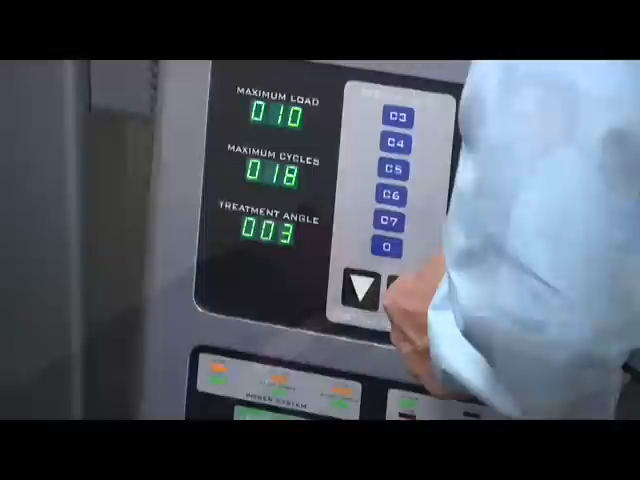 MAXIMUM LOAD
010
MAXIMUM CYCLES
018
TREATMENT ANGLE
003
C3
C4
C5
C6
C7
0
POWER SYSTEM